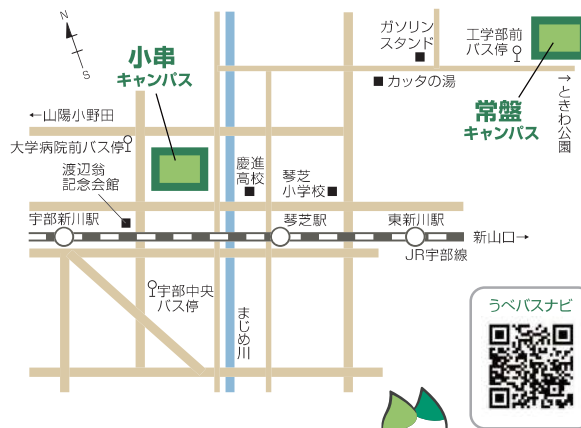 N
S
小串
キャンパス
ガソリン
スタンド
工学部前
バス停
カッタの湯
常盤
キャンパス
→ときわ公園
←山陽小野田
大学病院前バス停
渡辺翁
記念会館
慶進
高校
琴芝
小学校
宇部新川駅
琴芝駅
東新川駅
新山口→
JR宇部線
宇部中央
バス停
まじめ川
うべバスナビ